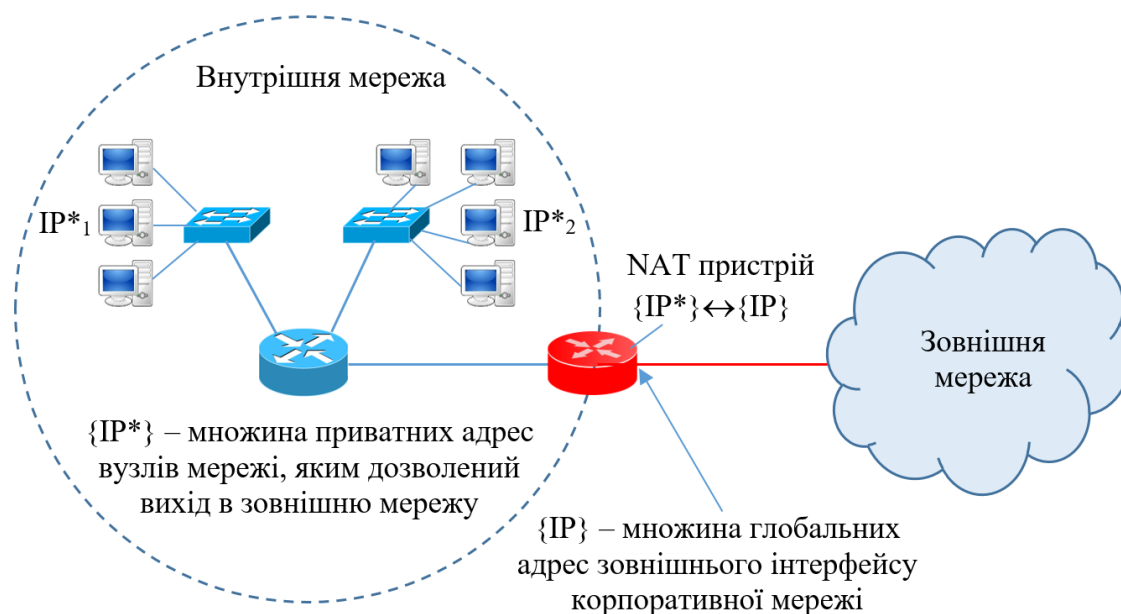 Внутрішня мережа
IP*1
IP*2
NAT пристрій
{IP*}↔{IP}
Зовнішня
мережа
{IP*} – множина приватних адрес
вузлів мережі, яким дозволений
вихід в зовнішню мережу
{IP} – множина глобальних
адрес зовнішнього інтерфейсу
корпоративної мережі